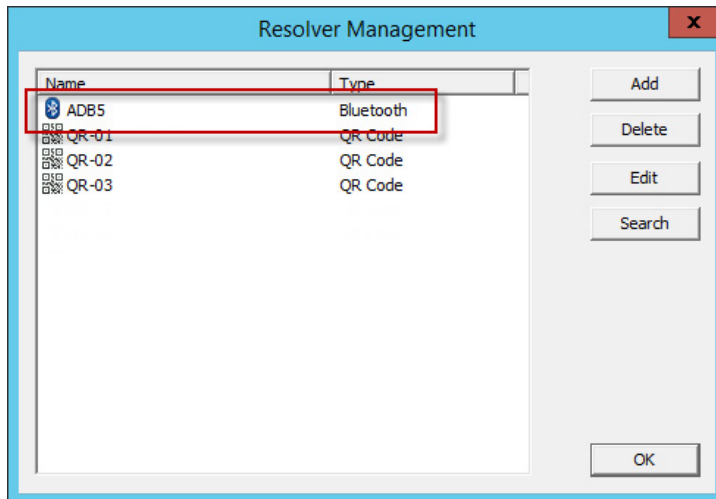 Resolver Management
x
Name Type
ADB5 Bluetooth
QR-01 QR Code
QR-02 QR Code
QR-03 QR Code
Add
Delete
Edit
Search
OK